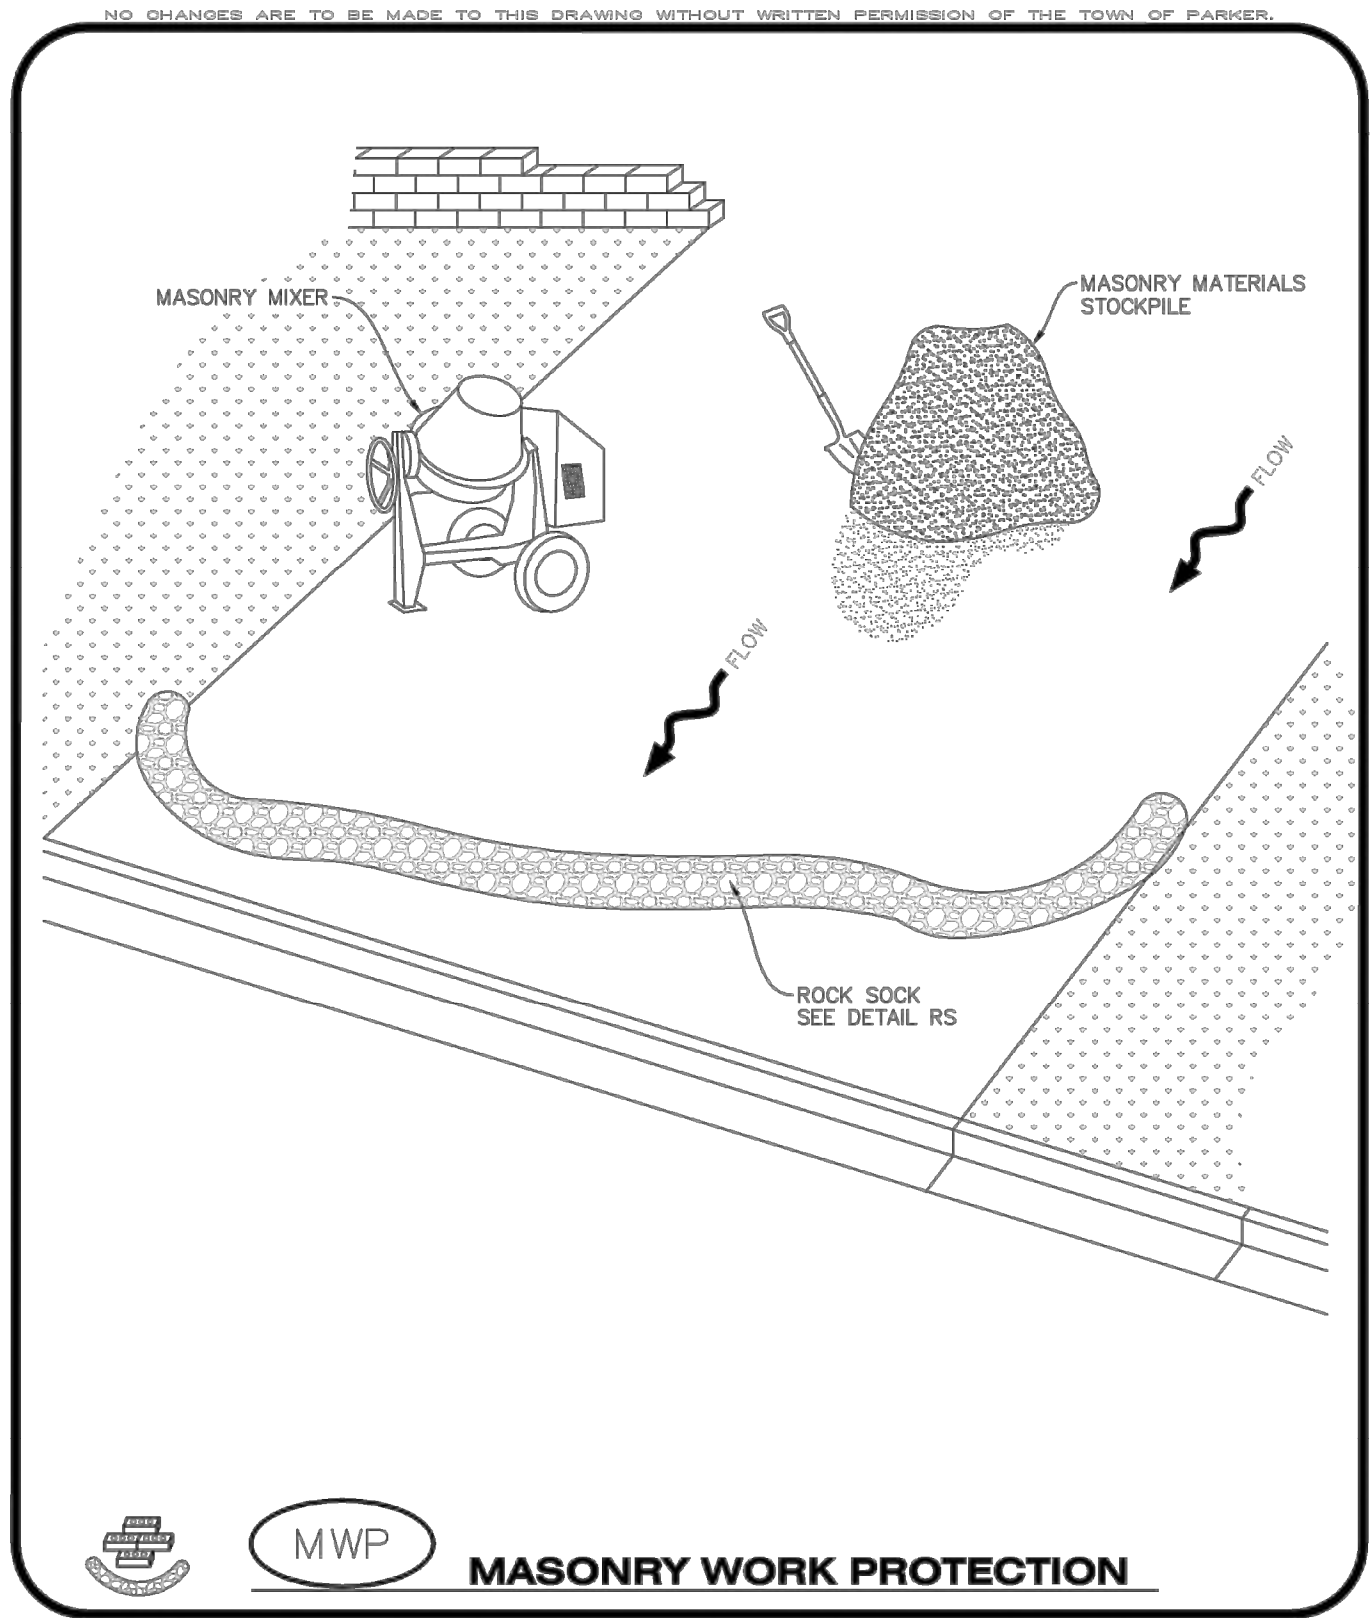 NO CHANGES ARE TO BE MADE TO THIS DRAWING WITHOUT WRITTEN PERMISSION OF THE TOWN OF PARKER.
MASONRY MIXER
MASONRY MATERIALS
STOCKPILE
FLOW
FLOW
ROCK SOCK
SEE DETAIL RS
MWP
MASONRY WORK PROTECTION